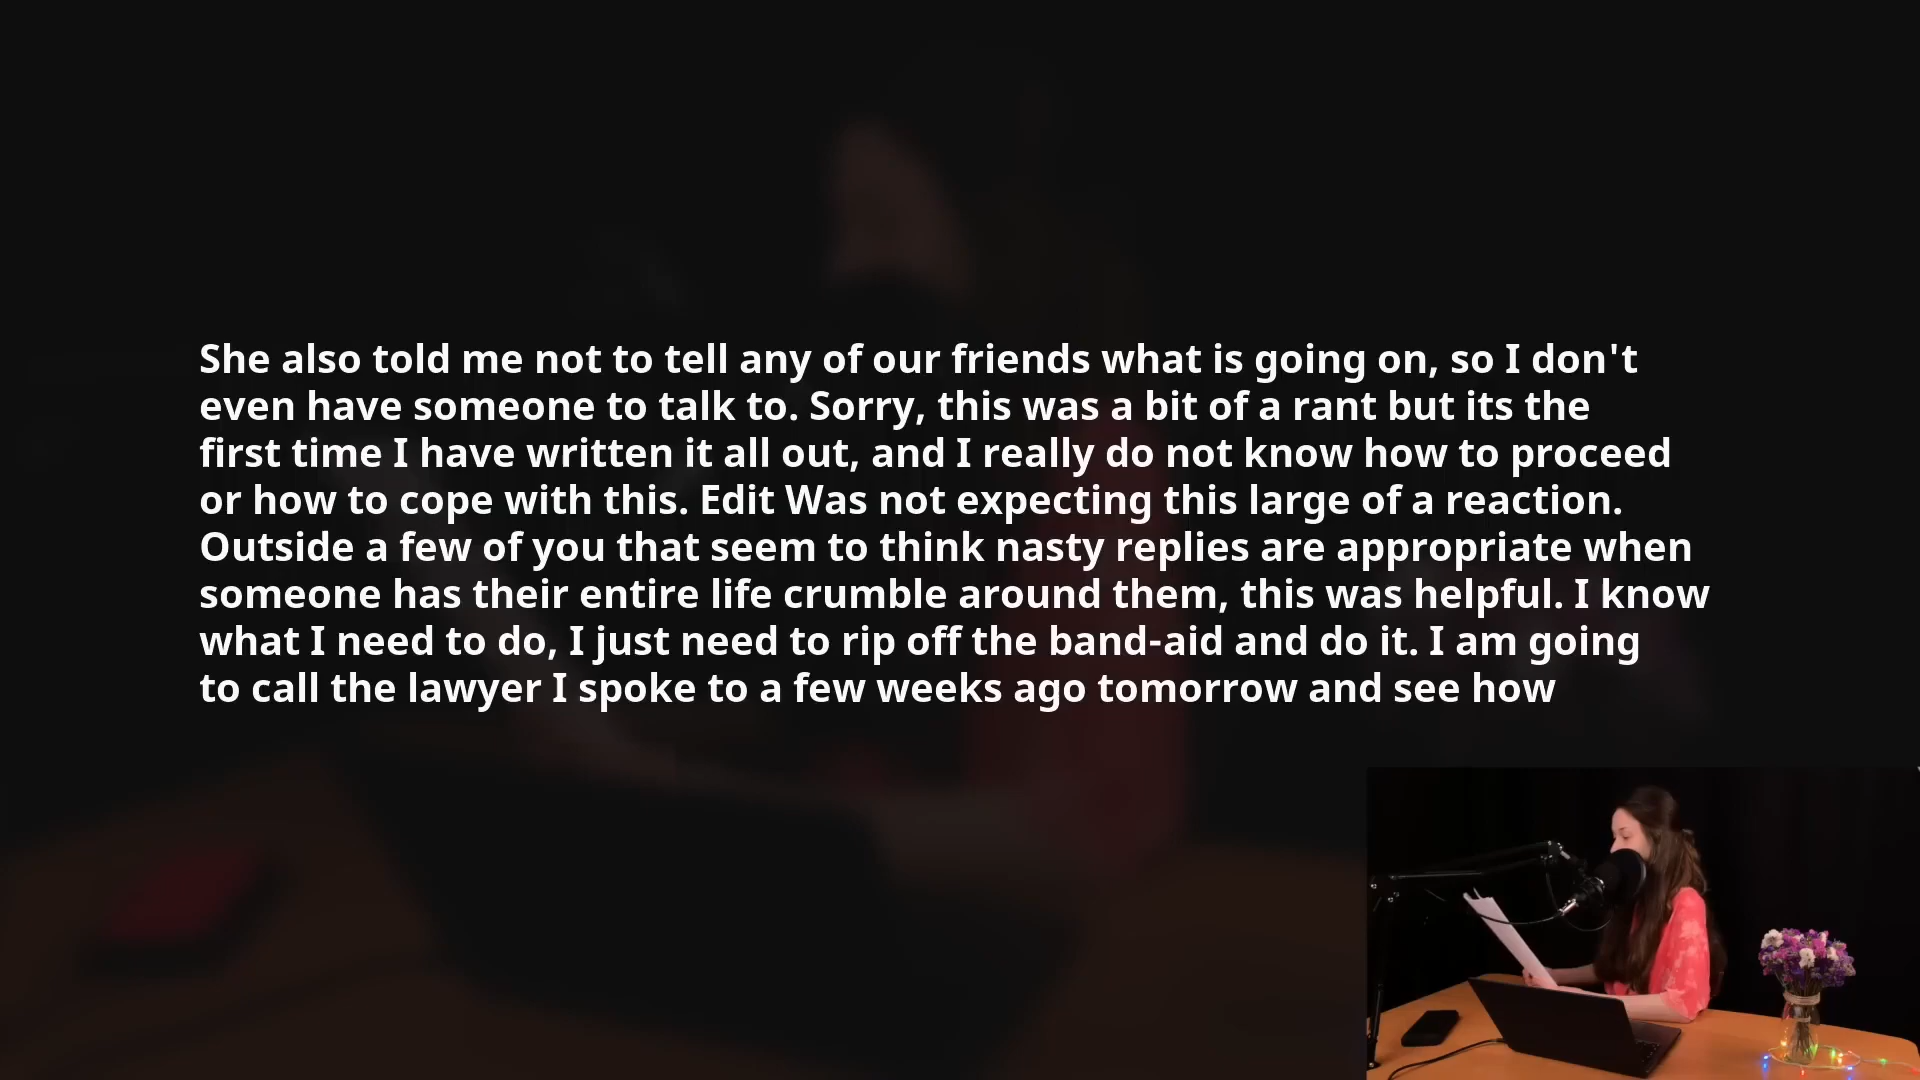 She also told me not to tell any of our friends what is going on, so I don't
even have someone to talk to. Sorry, this was a bit of a rant but its the
first time I have written it all out, and I really do not know how to proceed
or how to cope with this. Edit Was not expecting this large of a reaction.
Outside a few of you that seem to think nasty replies are appropriate when
someone has their entire life crumble around them, this was helpful. I know
what I need to do, I just need to rip off the band-aid and do it. I am going
to call the lawyer I spoke to a few weeks ago tomorrow and see how